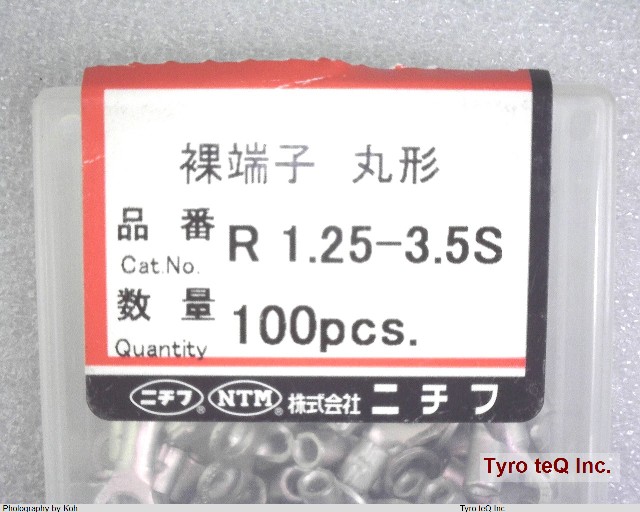 裸端子 丸形
品番 R 1.25-3.5S
Cat.No.
数量 100pcs.
Quantity
ニチフ® NTM® 株式会社 ニチフ
Tyro teQ Inc.
Photography by Koh Tyro teQ Inc